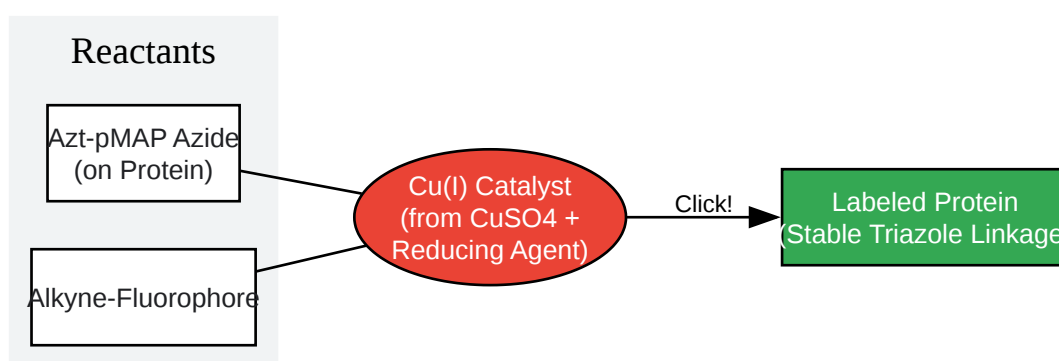 Reactants
Azt-pMAP Azide
(on Protein)
Alkyne-Fluorophore
Cu(I) Catalyst
(from CuSO4 +
Reducing Agent)
Click!
Labeled Protein
(Stable Triazole Linkage